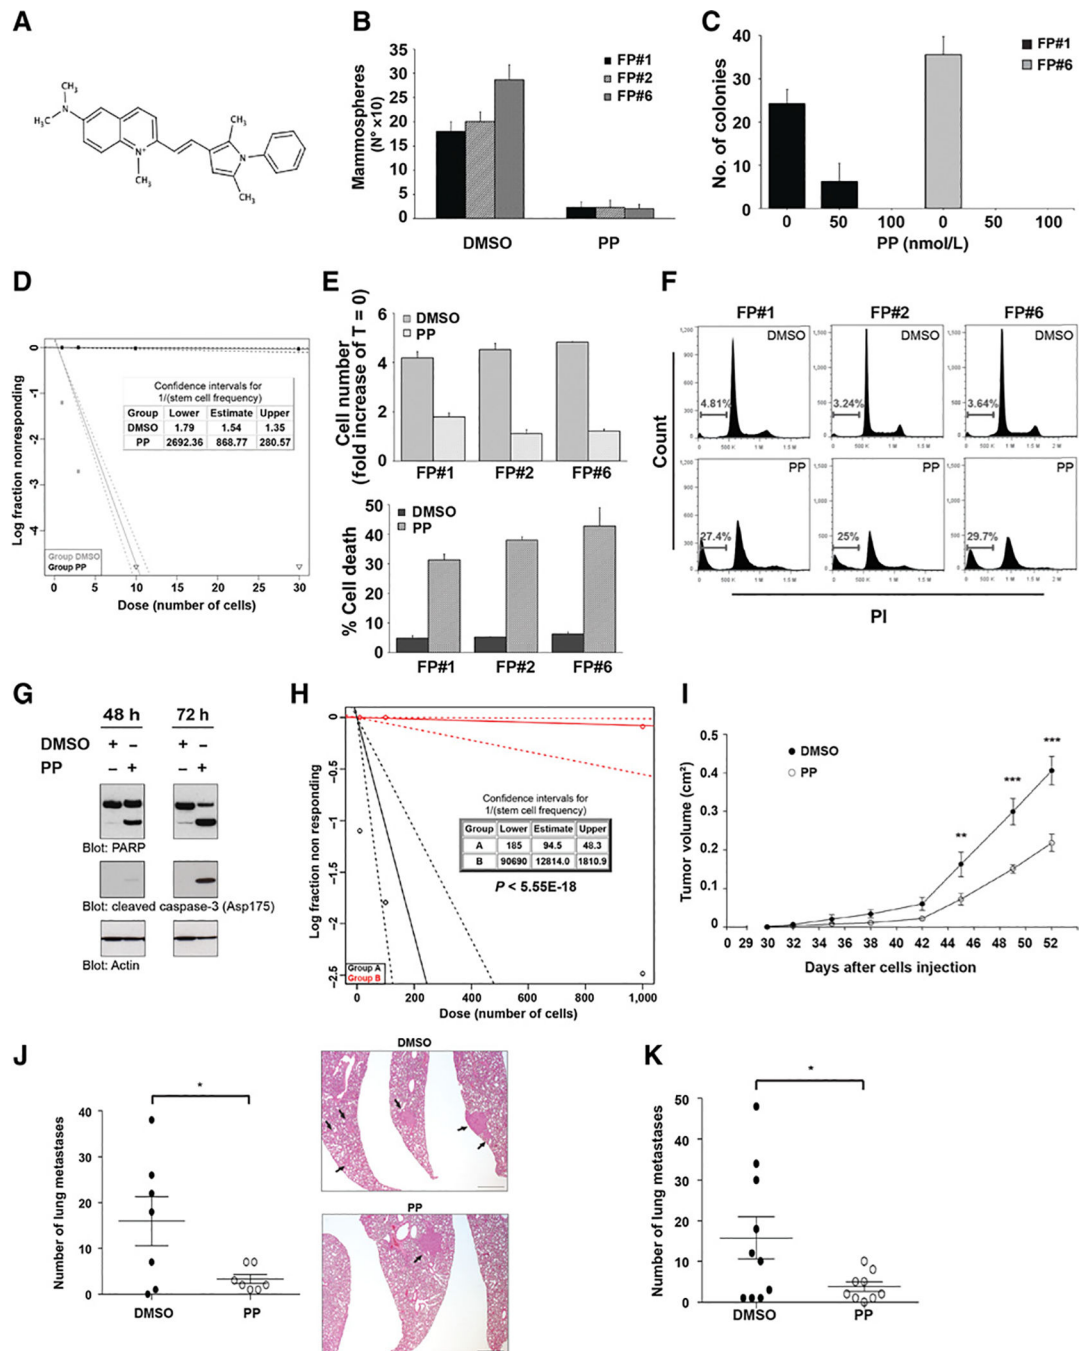 A
CH₃
N
H₃C
N⁺
CH₃
CH₃
N
CH₃
B
Mammospheres
(N° ×10)
35
30
25
20
15
10
5
0
FP#1
FP#2
FP#6
DMSO PP
C
No. of colonies
40
30
20
10
0
FP#1
FP#6
0 50 100 0 50 100
PP (nmol/L)
D
Log fraction nonresponding
0
-1
-2
-3
-4
Confidence intervals for
1/(stem cell frequency)
Group Lower Estimate Upper
DMSO 1.79 1.54 1.35
PP 2692.36 868.77 280.57
Group DMSO
Group PP
0 5 10 15 20 25 30
Dose (number of cells)
E
Cell number
(fold increase of T = 0)
6
4
2
0
DMSO
PP
FP#1 FP#2 FP#6
% Cell death
50
40
30
20
10
0
DMSO
PP
FP#1 FP#2 FP#6
F
FP#1 FP#2 FP#6
DMSO DMSO DMSO
4.81% 3.24% 3.64%
PP PP PP
27.4% 25% 29.7%
Count
PI
G
48 h 72 h
DMSO + – + –
PP – + – +
Blot: PARP
Blot: cleaved caspase-3 (Asp175)
Blot: Actin
H
Log fraction non responding
0
-0.5
-1
-1.5
-2
-2.5
Confidence intervals for
1/(stem cell frequency)
Group Lower Estimate Upper
A 185 94.5 48.3
B 90690 12814.0 1810.9
P < 5.55E-18
Group A
Group B
0 200 400 600 800 1,000
Dose (number of cells)
I
Tumor volume (cm²)
0.5
0.4
0.3
0.2
0.1
0
DMSO
PP
**
***
***
0 29 30 32 34 36 38 40 42 44 46 48 50 52
Days after cells injection
J
Number of lung metastases
40
30
20
10
0
*
DMSO PP
DMSO
PP
K
Number of lung metastases
50
40
30
20
10
0
*
DMSO PP